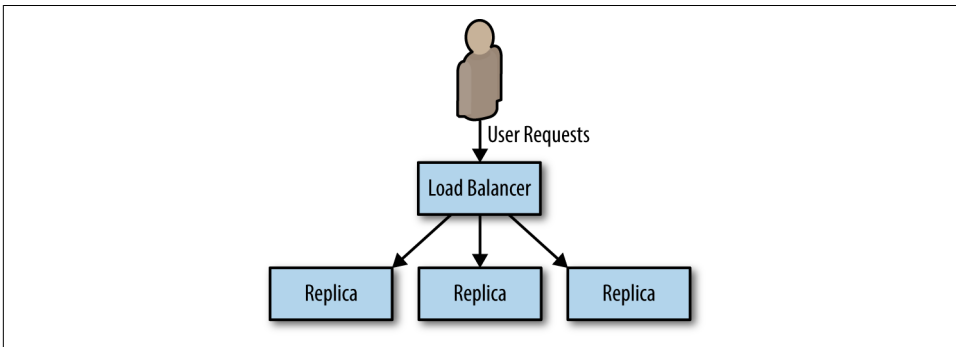 User Requests
Load Balancer
Replica
Replica
Replica